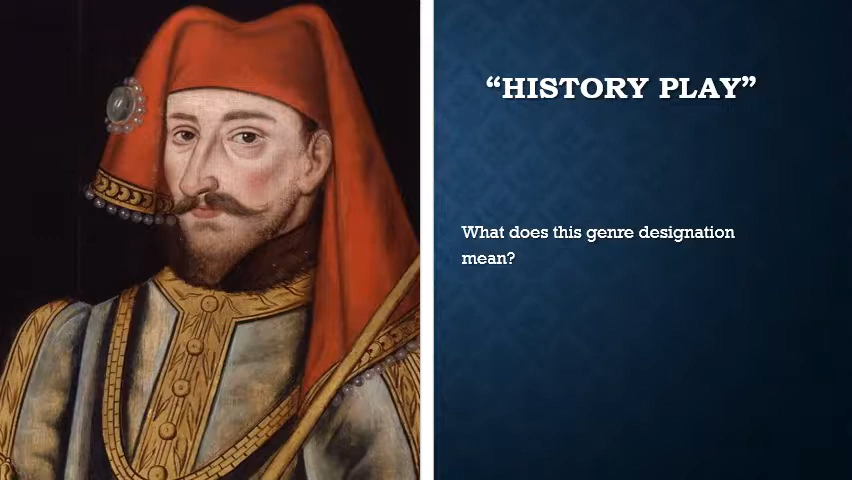 “HISTORY PLAY”
What does this genre designation
mean?